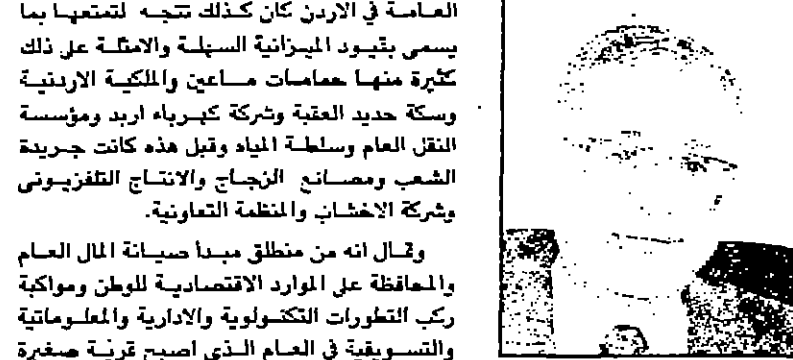 العامة في الاردن كان كذلك نتجه لتمتعها بما
يسمى بقيود الميزانية السهلة والامثلة على ذلك
كثيرة منها حمامات ماعين والملكية الاردنية
وسكة حديد العقبة وشركة كهرباء اربد ومؤسسة
النقل العام وسلطة المياه وقبل هذه كانت جريدة
الشعب ومصانع الزجاج والانتاج التلفزيوني
وشركة الاخشاب والمنظمة التعاونية.
وقال انه من منطلق مبدأ صيانة المال العام
والمحافظة على الموارد الاقتصادية للوطن ومواكبة
ركب التطورات التكنولوية والادارية والمعلوماتية
والتسويقية في العام الذي اصبح قرية صغيرة